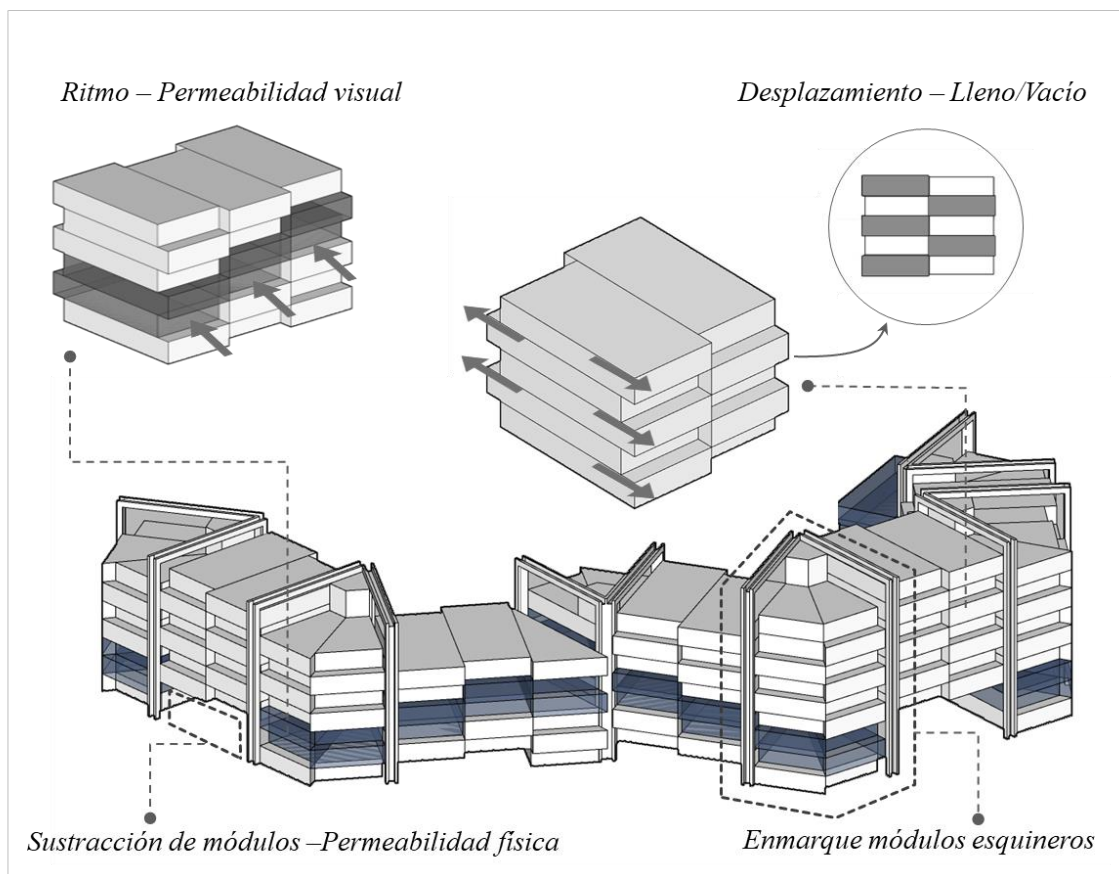 Ritmo – Permeabilidad visual
Desplazamiento – Lleno/Vacío
Sustracción de módulos –Permeabilidad física
Enmarque módulos esquineros